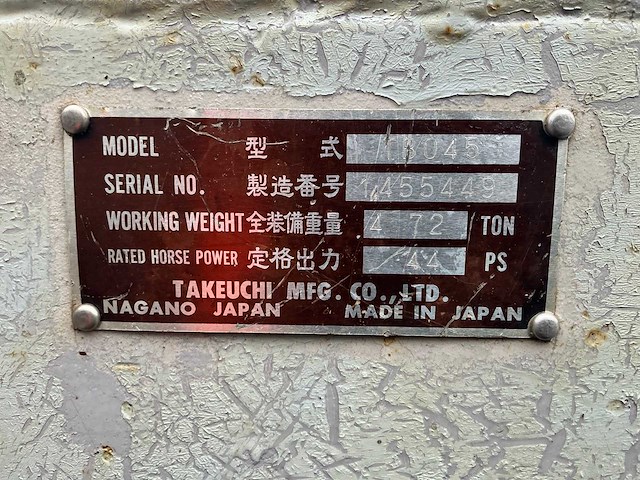 MODEL 型 式 TB045
SERIAL NO. 製造番号 1455449
WORKING WEIGHT 全装備重量 4.72 TON
RATED HORSE POWER 定格出力 44 PS
TAKEUCHI MFG. CO., LTD.
NAGANO JAPAN MADE IN JAPAN